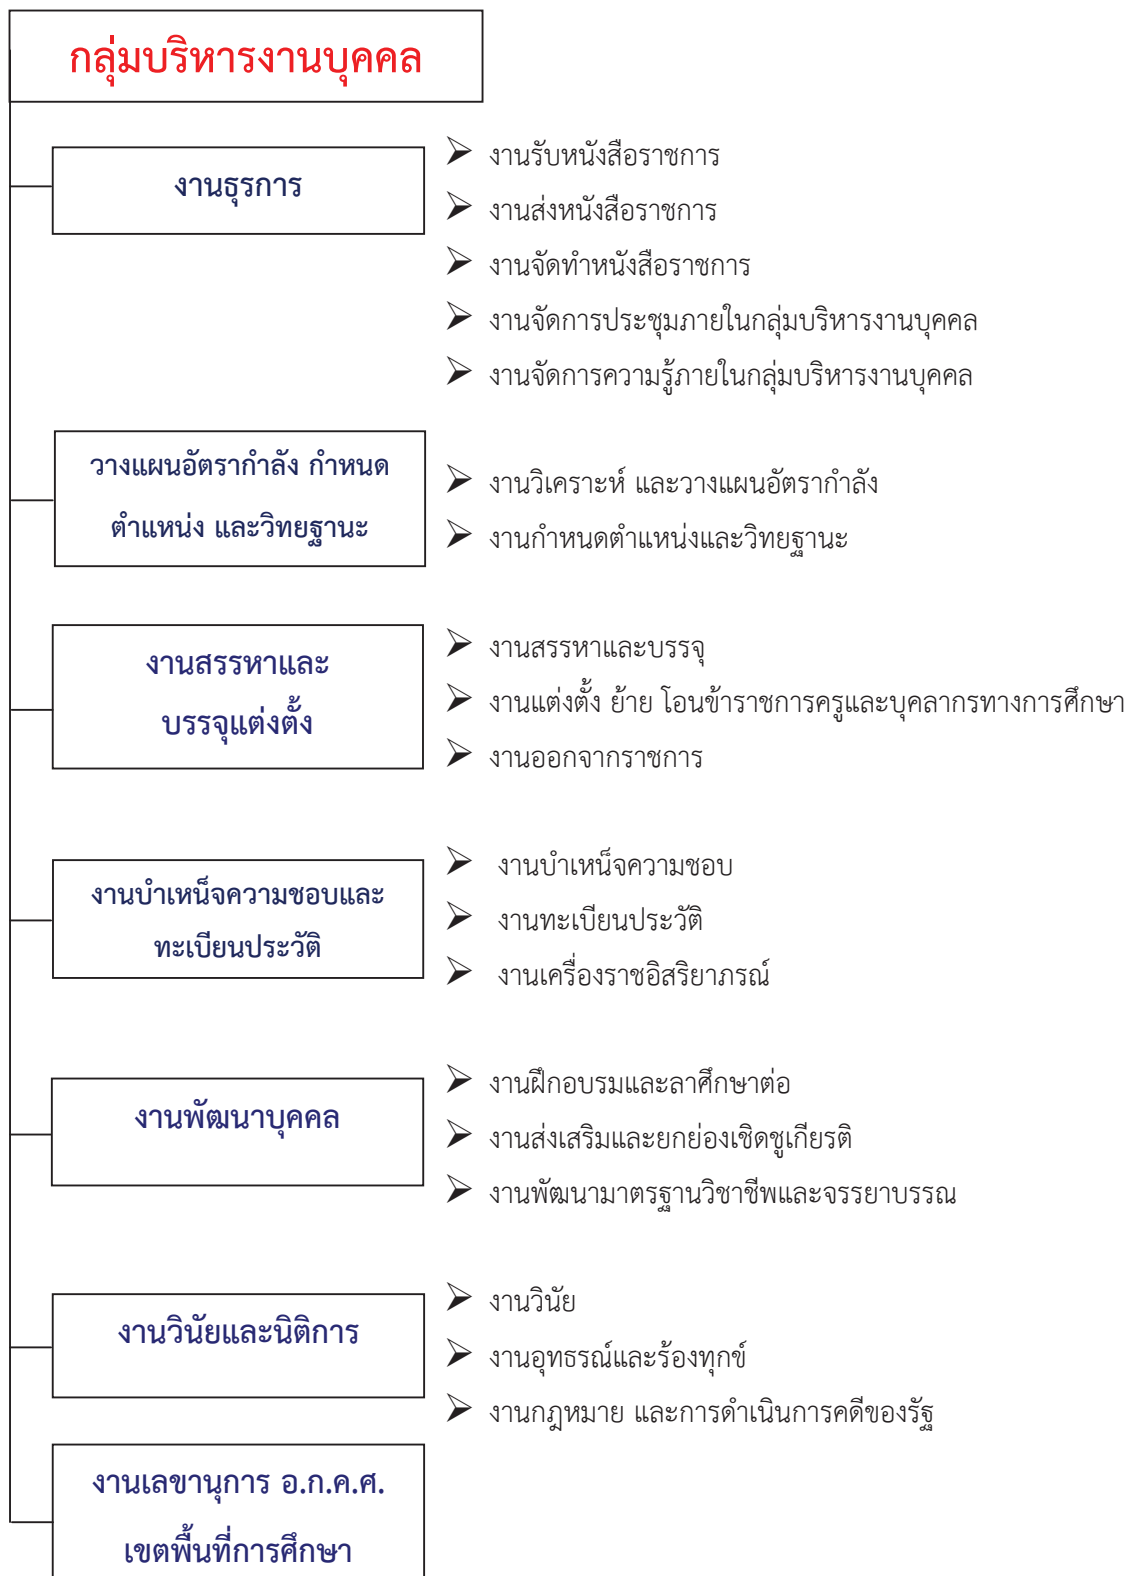 กลุ่มบริหารงานบุคคล
งานธุรการ
➢ งานรับหนังสือราชการ
➢ งานส่งหนังสือราชการ
➢ งานจัดทำหนังสือราชการ
➢ งานจัดการประชุมภายในกลุ่มบริหารงานบุคคล
➢ งานจัดการความรู้ภายในกลุ่มบริหารงานบุคคล
วางแผนอัตรากำลัง กำหนด
ตำแหน่ง และวิทยฐานะ
➢ งานวิเคราะห์ และวางแผนอัตรากำลัง
➢ งานกำหนดตำแหน่งและวิทยฐานะ
งานสรรหาและ
บรรจุแต่งตั้ง
➢ งานสรรหาและบรรจุ
➢ งานแต่งตั้ง ย้าย โอนข้าราชการครูและบุคลากรทางการศึกษา
➢ งานออกจากราชการ
งานบำเหน็จความชอบและ
ทะเบียนประวัติ
➢ งานบำเหน็จความชอบ
➢ งานทะเบียนประวัติ
➢ งานเครื่องราชอิสริยาภรณ์
งานพัฒนาบุคคล
➢ งานฝึกอบรมและลาศึกษาต่อ
➢ งานส่งเสริมและยกย่องเชิดชูเกียรติ
➢ งานพัฒนามาตรฐานวิชาชีพและจรรยาบรรณ
งานวินัยและนิติการ
➢ งานวินัย
➢ งานอุทธรณ์และร้องทุกข์
➢ งานกฎหมาย และการดำเนินการคดีของรัฐ
งานเลขานุการ อ.ก.ค.ศ.
เขตพื้นที่การศึกษา